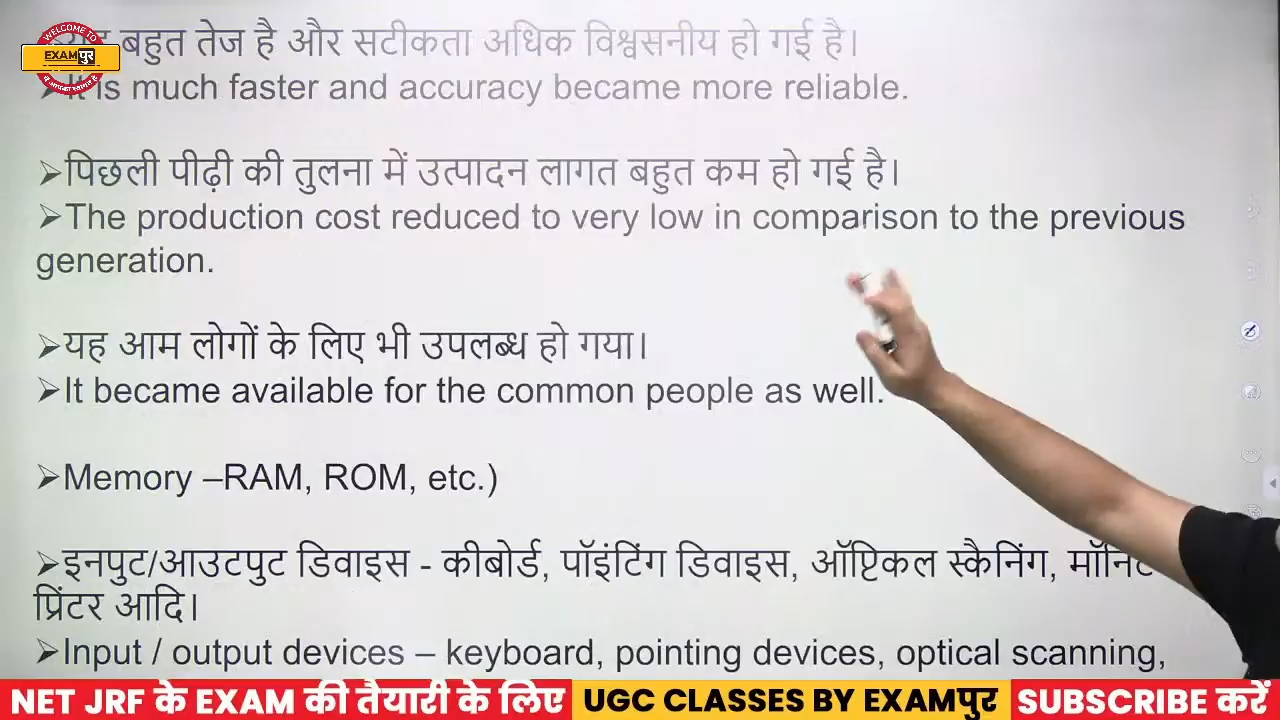 WELCOME TO
EXAMपुर
बहुत तेज है और सटीकता अधिक विश्वसनीय हो गई है।
➢It is much faster and accuracy became more reliable.
➢पिछली पीढ़ी की तुलना में उत्पादन लागत बहुत कम हो गई है।
➢The production cost reduced to very low in comparison to the previous
generation.
➢यह आम लोगों के लिए भी उपलब्ध हो गया।
➢It became available for the common people as well.
➢Memory –RAM, ROM, etc.)
➢इनपुट/आउटपुट डिवाइस - कीबोर्ड, पॉइंटिंग डिवाइस, ऑप्टिकल स्कैनिंग,
प्रिंटर आदि।
➢Input / output devices – keyboard, pointing devices, optical scanning,
NET JRF के EXAM की तैयारी के लिए UGC CLASSES BY EXAMपुर SUBSCRIBE करें